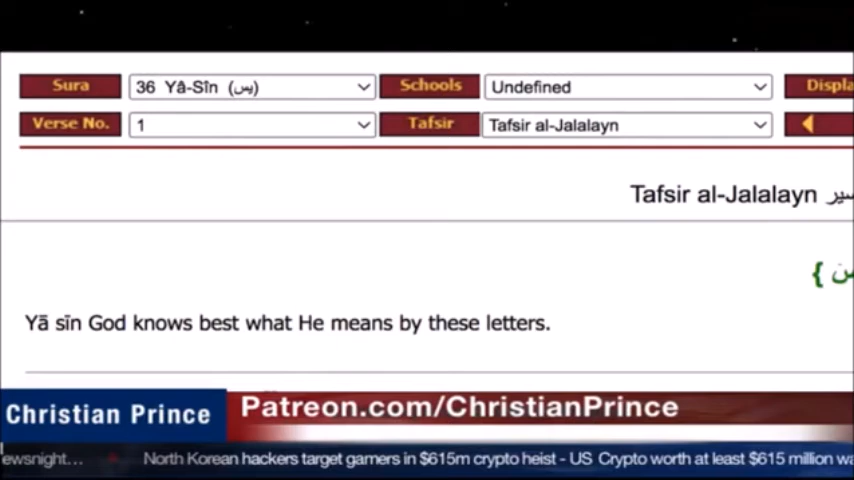 Sura 36 Yâ-Sîn (يس) Schools Undefined
Verse No. 1 Tafsir Tafsir al-Jalalayn
Tafsir al-Jalalayn
Yā sīn God knows best what He means by these letters.
Christian Prince Patreon.com/ChristianPrince
North Korean hackers target gamers in $615m crypto heist - US Crypto worth at least $615 million